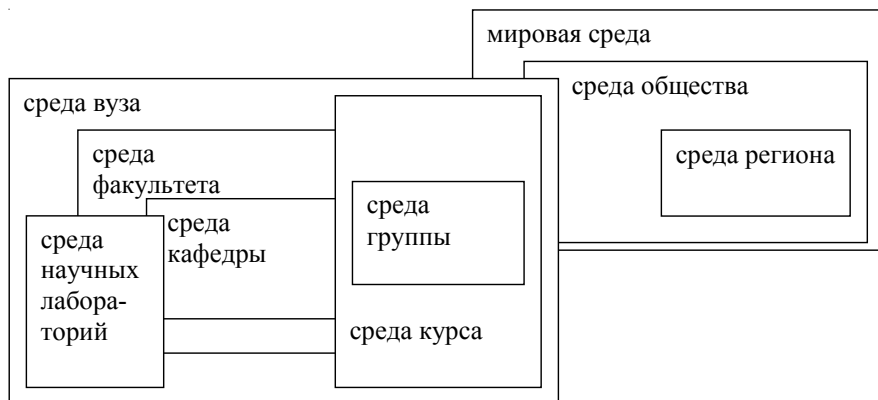 мировая среда
среда общества
среда региона
среда вуза
среда
факультета
среда
кафедры
среда
научных
лабора-
торий
среда
группы
среда курса